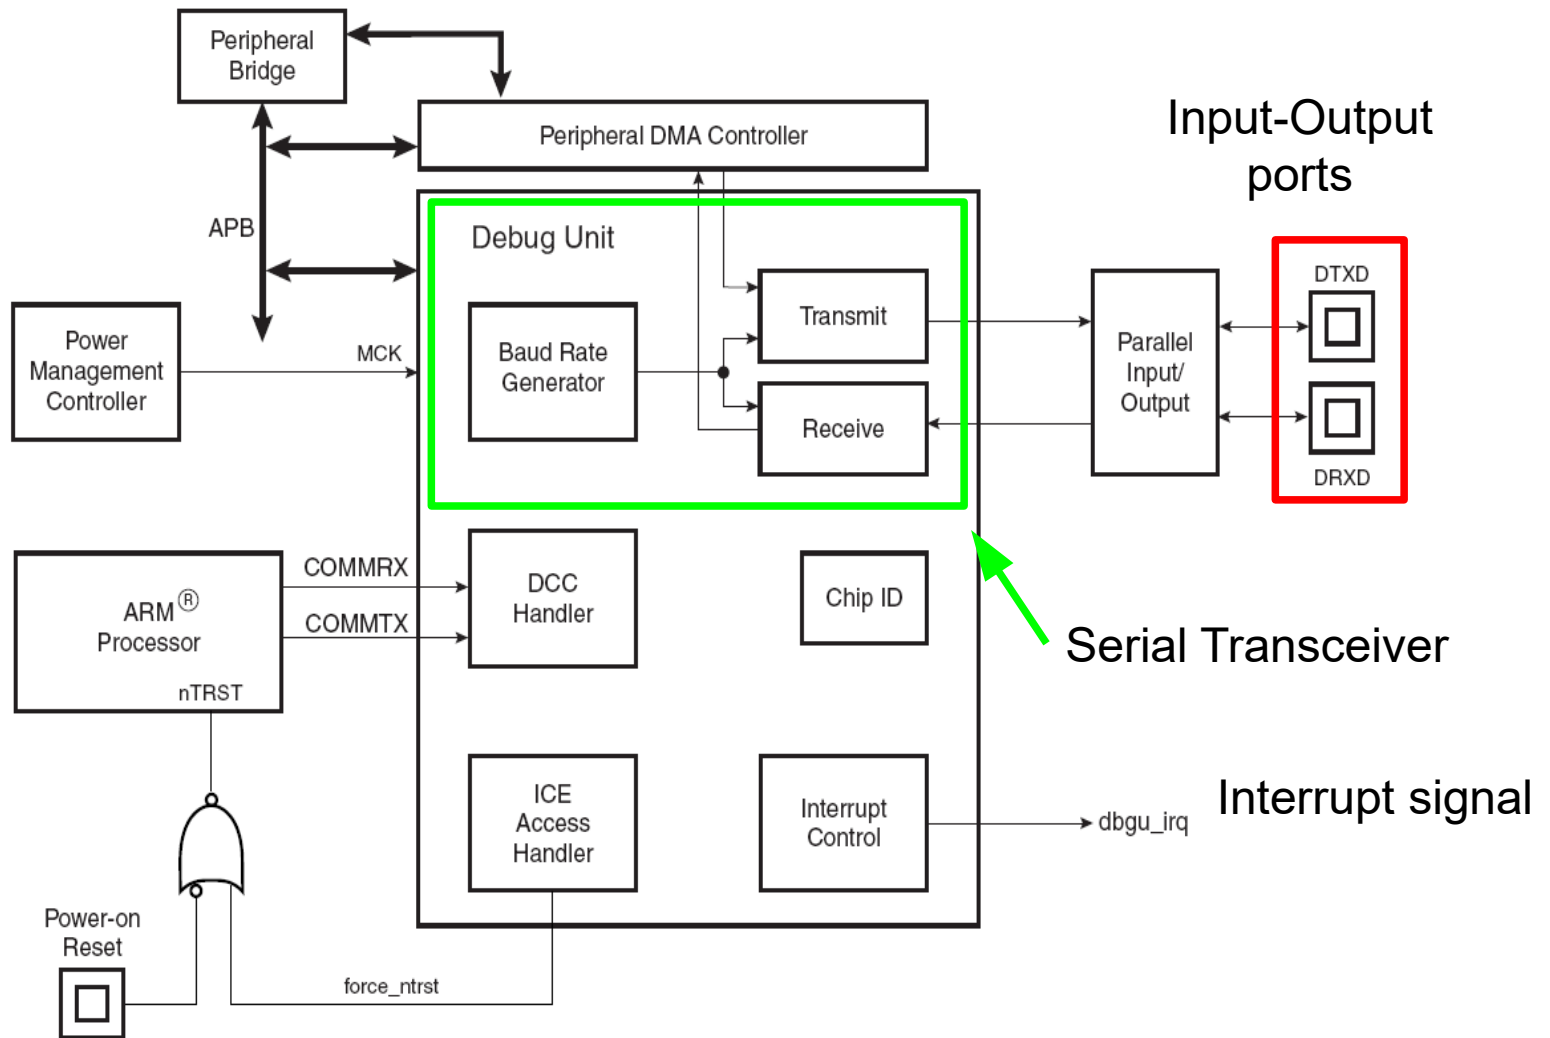 Peripheral
Bridge
Peripheral DMA Controller
Input-Output
ports
APB
Debug Unit
DTXD
Transmit
Power
Management
Controller
MCK
Baud Rate
Generator
Parallel
Input/
Output
Receive
DRXD
ARM®
Processor
nTRST
COMMRX
COMMTX
DCC
Handler
Chip ID
Serial Transceiver
ICE
Access
Handler
Interrupt
Control
dbgu_irq
Interrupt signal
Power-on
Reset
force_ntrst